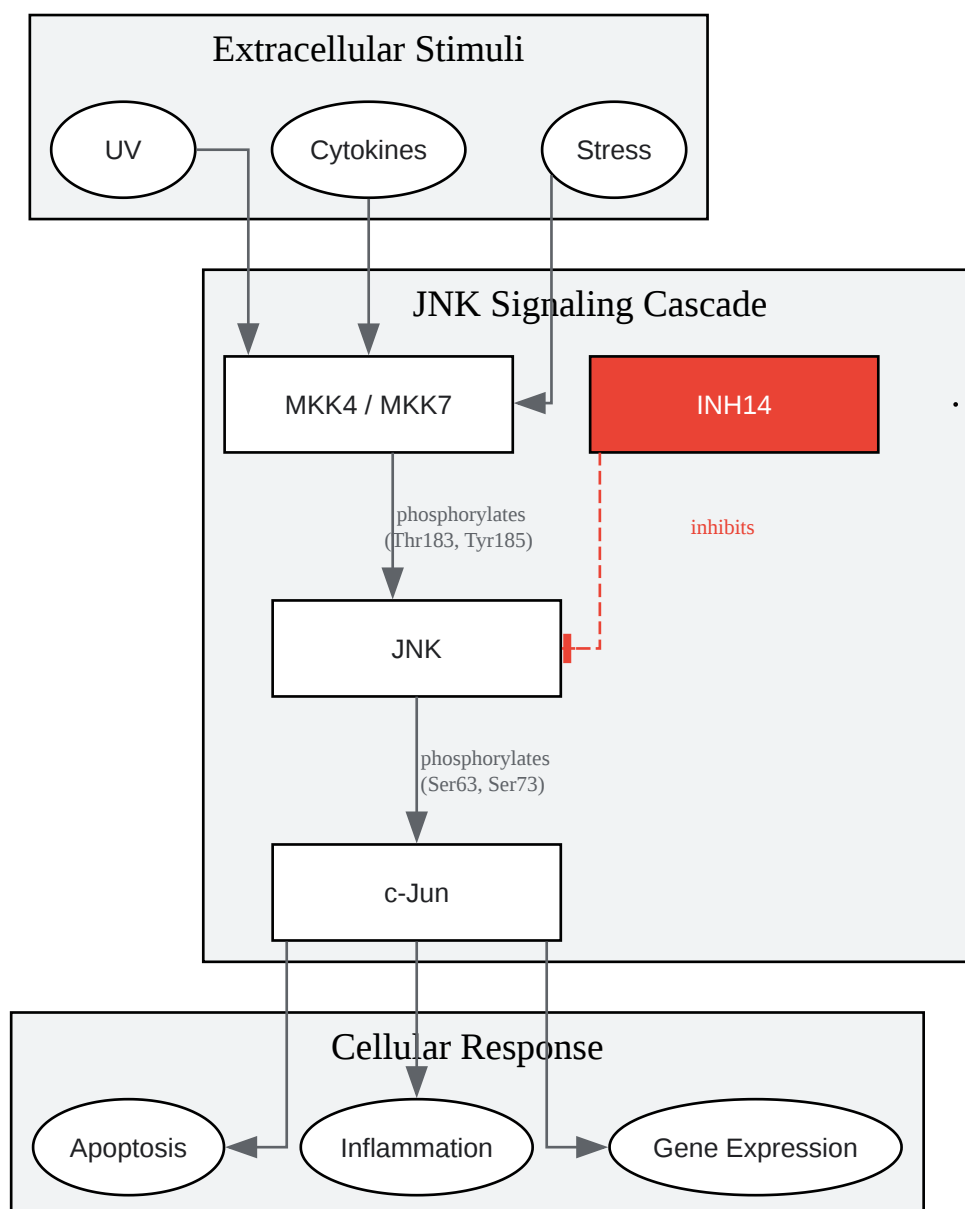 Extracellular Stimuli
UV
Cytokines
Stress
JNK Signaling Cascade
MKK4 / MKK7
INH14
.
phosphorylates
(Thr183, Tyr185)
inhibits
JNK
phosphorylates
(Ser63, Ser73)
c-Jun
Cellular Response
Apoptosis
Inflammation
Gene Expression